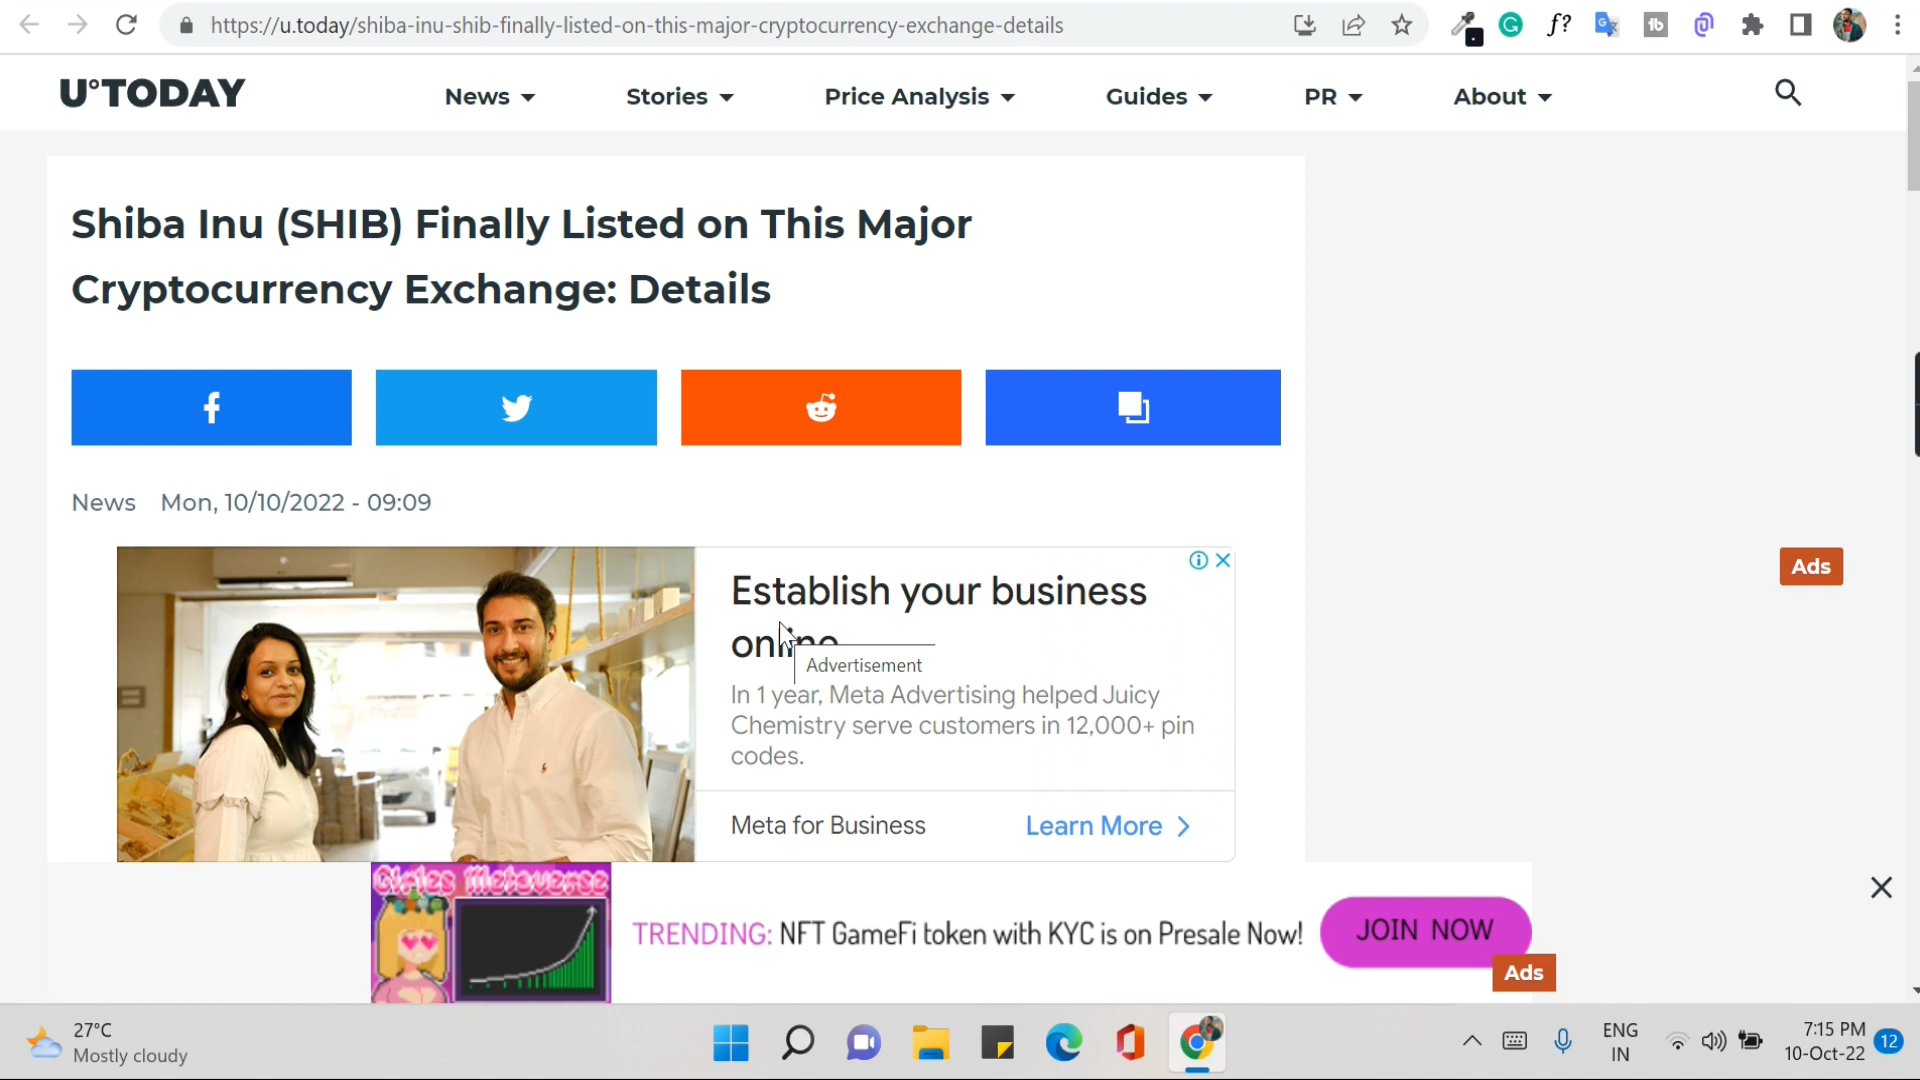 https://u.today/shiba-inu-shib-finally-listed-on-this-major-cryptocurrency-exchange-details
U°TODAY
News
Stories
Price Analysis
Guides
PR
About
Shiba Inu (SHIB) Finally Listed on This Major
Cryptocurrency Exchange: Details
News Mon, 10/10/2022 - 09:09
Establish your business
online
Advertisement
In 1 year, Meta Advertising helped Juicy
Chemistry serve customers in 12,000+ pin
codes.
Meta for Business
Learn More
Ads
Girles Metaverse
TRENDING: NFT GameFi token with KYC is on Presale Now!
JOIN NOW
Ads
27°C
Mostly cloudy
ENG
IN
7:15 PM
10-Oct-22
12